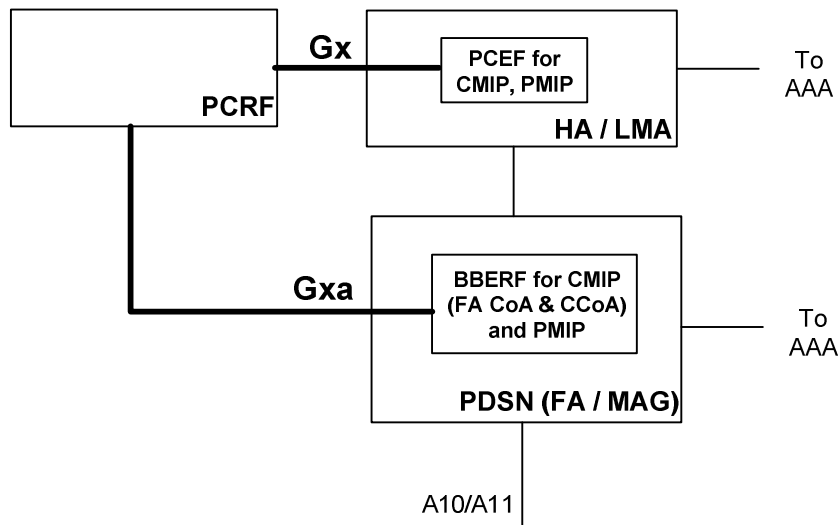 Gx
PCEF for
CMIP, PMIP
To
AAA
PCRF
HA / LMA
Gxa
BBERF for CMIP
(FA CoA & CCoA)
and PMIP
To
AAA
PDSN (FA / MAG)
A10/A11